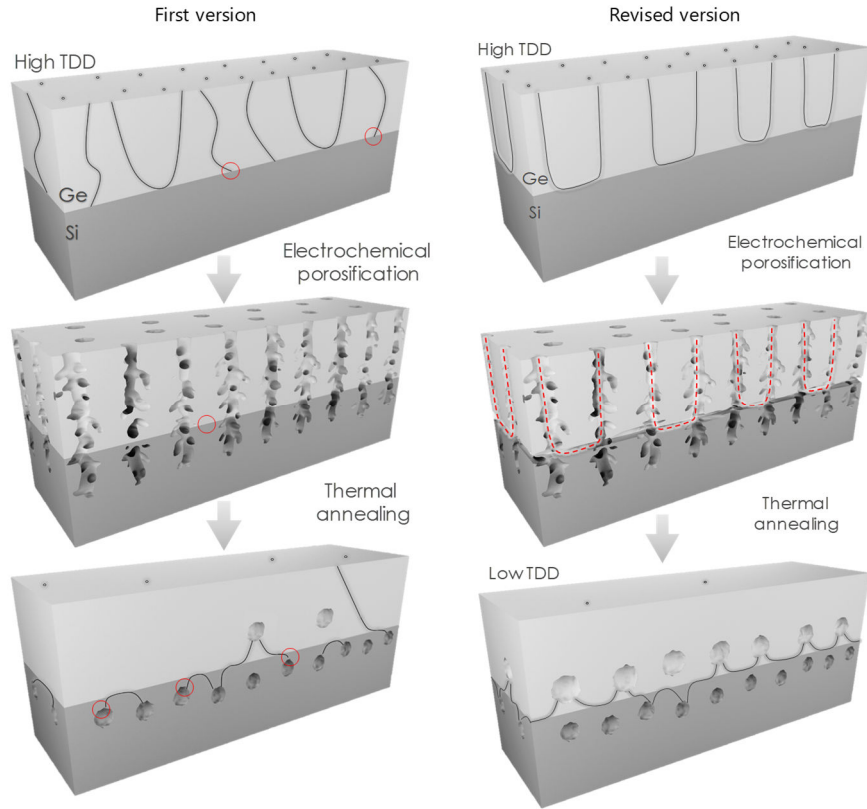 First version
High TDD
Ge
Si
Electrochemical
porosification
Thermal
annealing
Revised version
High TDD
Ge
Si
Electrochemical
porosification
Thermal
annealing
Low TDD